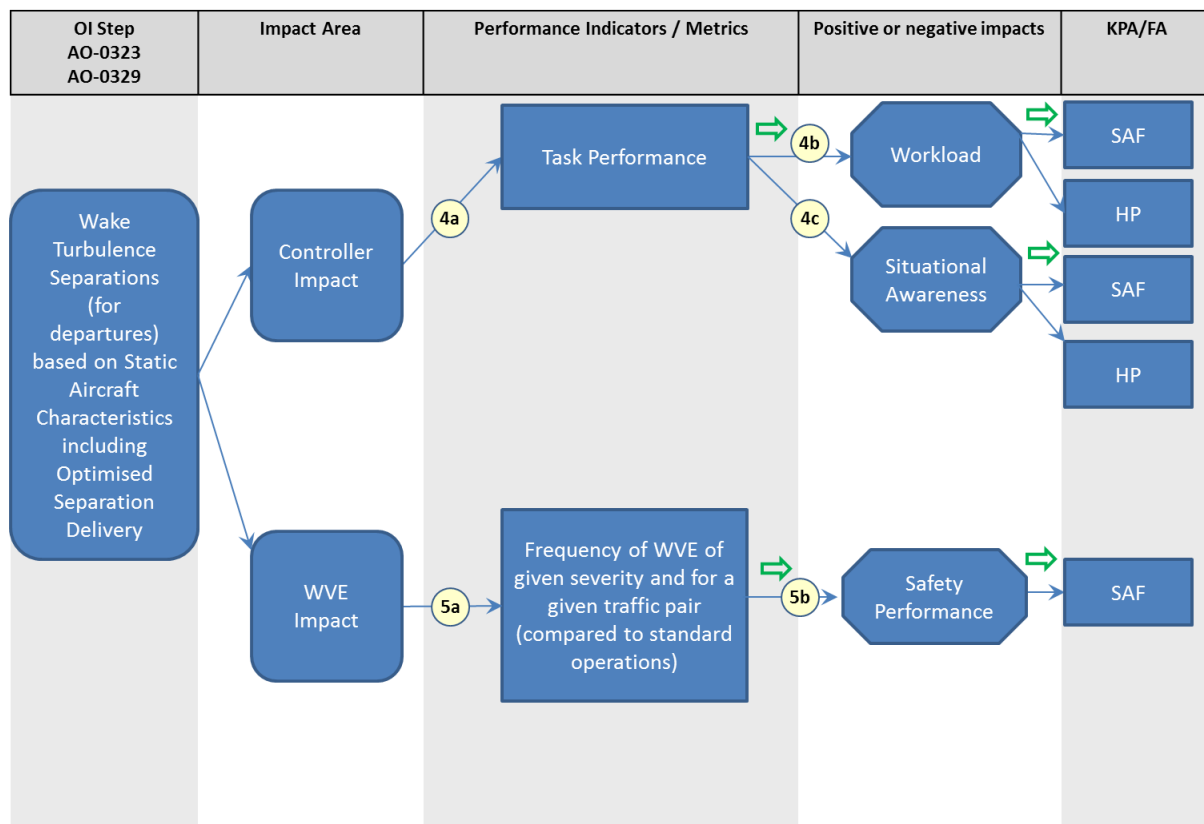 OI Step
AO-0323
AO-0329
Impact Area
Performance Indicators / Metrics
Positive or negative impacts
KPA/FA
Wake
Turbulence
Separations
(for
departures)
based on Static
Aircraft
Characteristics
including
Optimised
Separation
Delivery
Controller
Impact
4a
Task Performance
4b
4c
Workload
Situational
Awareness
SAF
HP
SAF
HP
WVE
Impact
5a
Frequency of WVE of
given severity and for a
given traffic pair
(compared to standard
operations)
5b
Safety
Performance
SAF